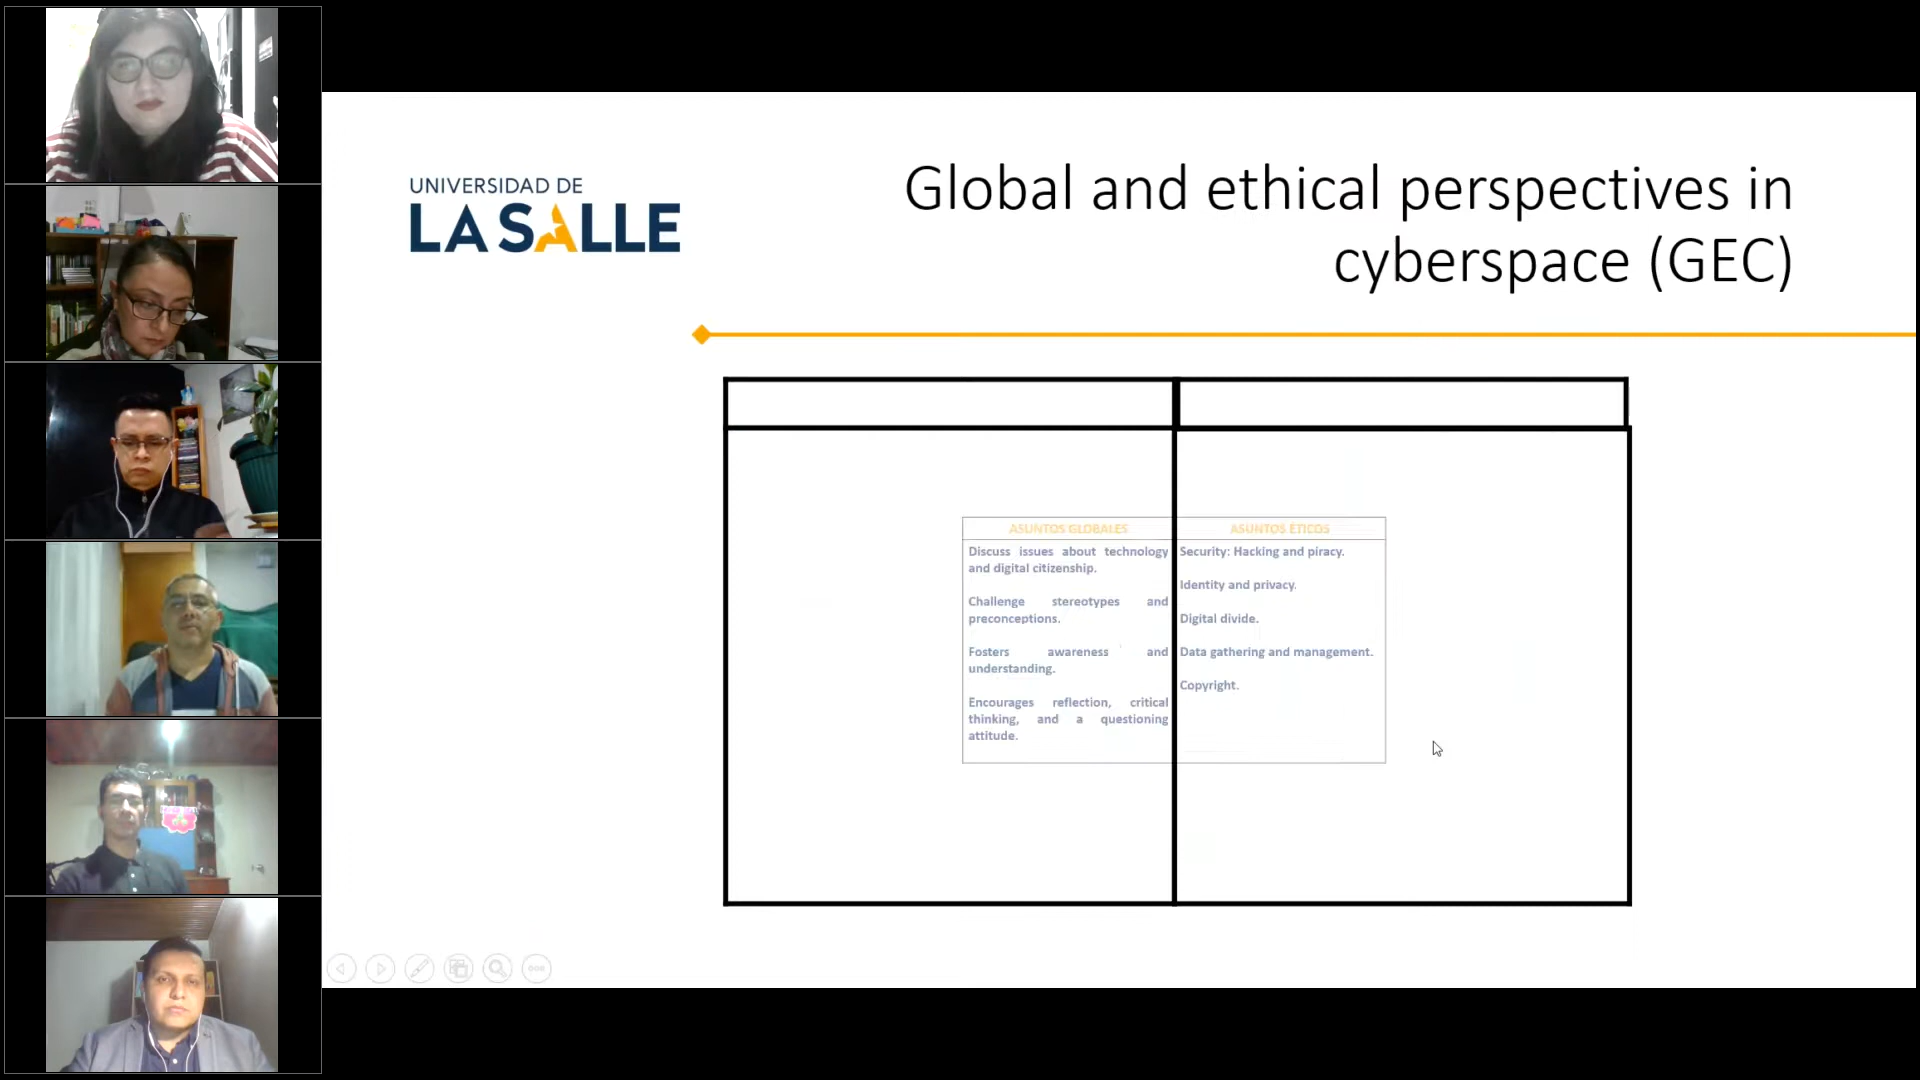 UNIVERSIDAD DE
LA SALLE
Global and ethical perspectives in
cyberspace (GEC)
ASUNTOS GLOBALES
Discuss issues about technology
and digital citizenship.
Challenge stereotypes and
preconceptions.
Fosters awareness and
understanding.
Encourages reflection, critical
thinking, and a questioning
attitude.
ASUNTOS ÉTICOS
Security: Hacking and piracy.
Identity and privacy.
Digital divide.
Data gathering and management.
Copyright.